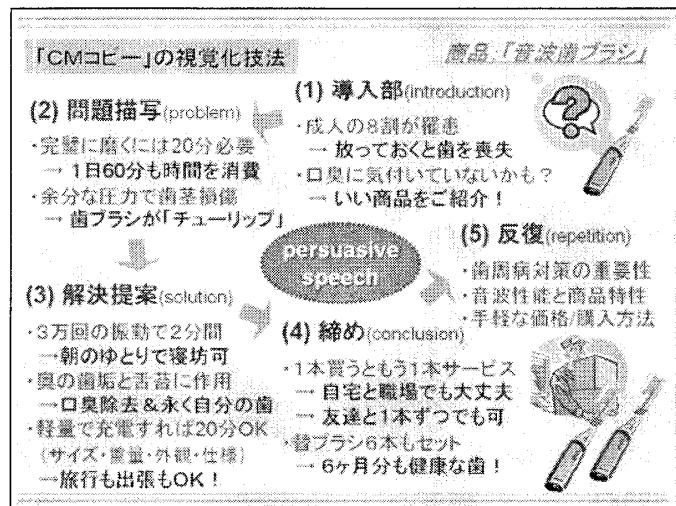 「CMコピー」の視覚化技法
商品:「音波歯ブラシ」
(1) 導入部(introduction)
・成人の8割が罹患
→ 放っておくと歯を喪失
・口臭に気付いていないかも?
→ いい商品をご紹介!
(2) 問題描写(problem)
・完璧に磨くには20分必要
→ 1日60分も時間を消費
・余分な圧力で歯茎損傷
→ 歯ブラシが「チューリップ」
persuasive
speech
(3) 解決提案(solution)
・3万回の振動で2分間
→朝のゆとりで寝坊可
・奥の歯垢と舌苔に作用
→口臭除去&永く自分の歯
・軽量で充電すれば20分OK
(サイズ・重量・外観・仕様)
→旅行も出張もOK!
(4) 締め(conclusion)
・1本買うともう1本サービス
→ 自宅と職場でも大丈夫
→ 友達と1本ずつでも可
・替ブラシ6本もセット
→ 6ヶ月分も健康な歯!
(5) 反復(repetition)
・歯周病対策の重要性
・音波性能と商品特性
・手軽な価格/購入方法